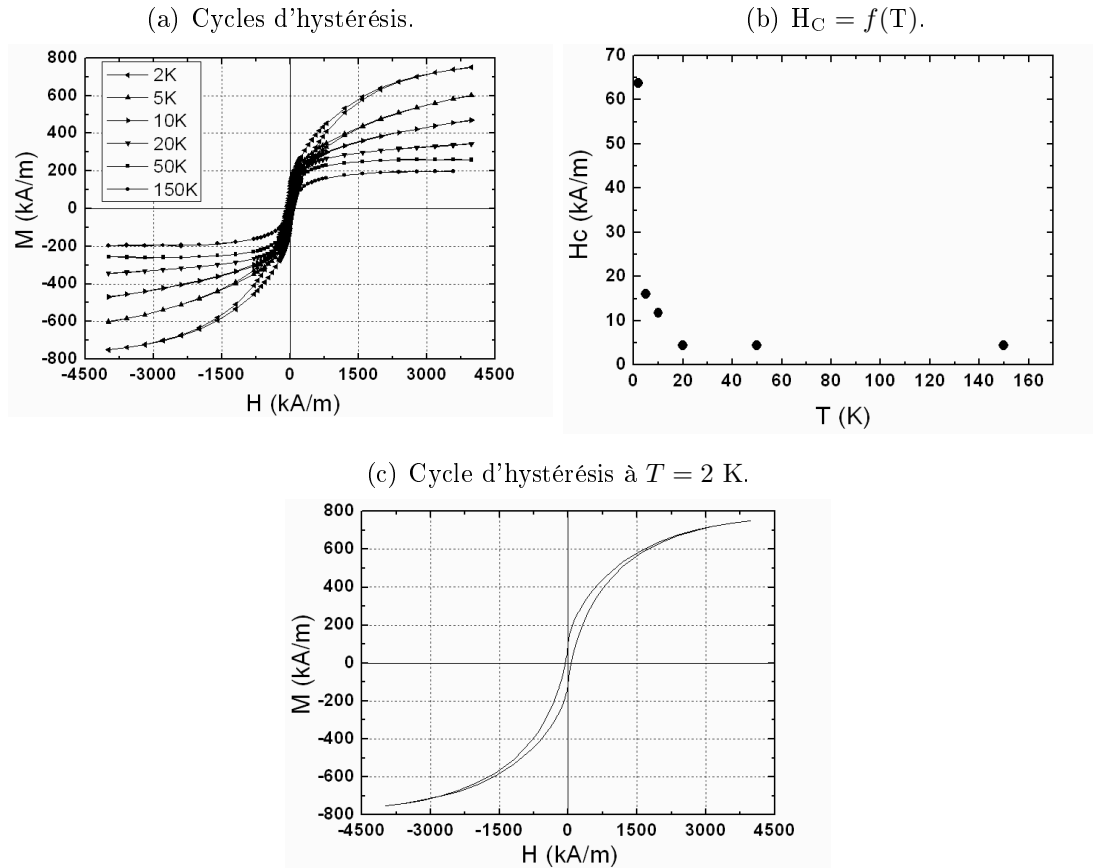 (a) Cycles d'hystérésis.
(b) H_C = f(T).
800
600
400
200
0
-200
-400
-600
-800
M (kA/m)
2K
5K
10K
20K
50K
150K
-4500 -3000 -1500 0 1500 3000 4500
H (kA/m)
70
60
50
40
30
20
10
0
Hc (kA/m)
0 20 40 60 80 100 120 140 160
T (K)
(c) Cycle d'hystérésis à T = 2 K.
800
600
400
200
0
-200
-400
-600
-800
M (kA/m)
-4500 -3000 -1500 0 1500 3000 4500
H (kA/m)